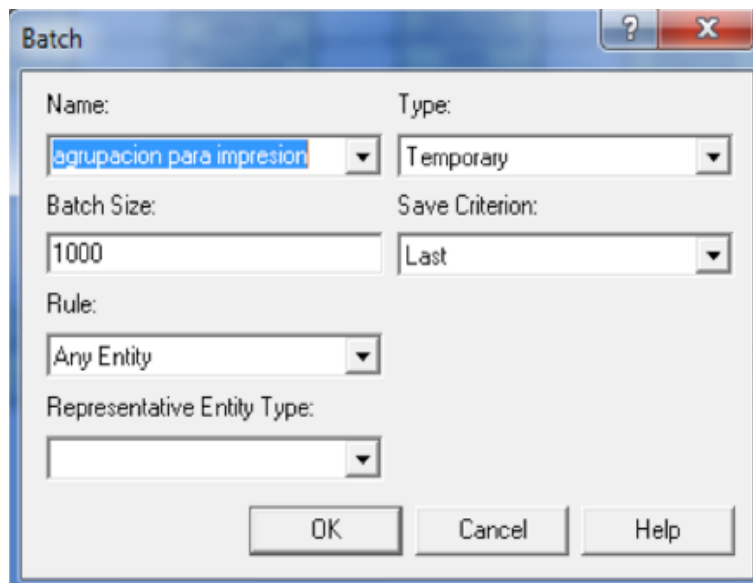 Batch
?
X
Name:
Type:
agrupacion para impresion
Temporary
Batch Size:
Save Criterion:
1000
Last
Rule:
Any Entity
Representative Entity Type:
OK
Cancel
Help